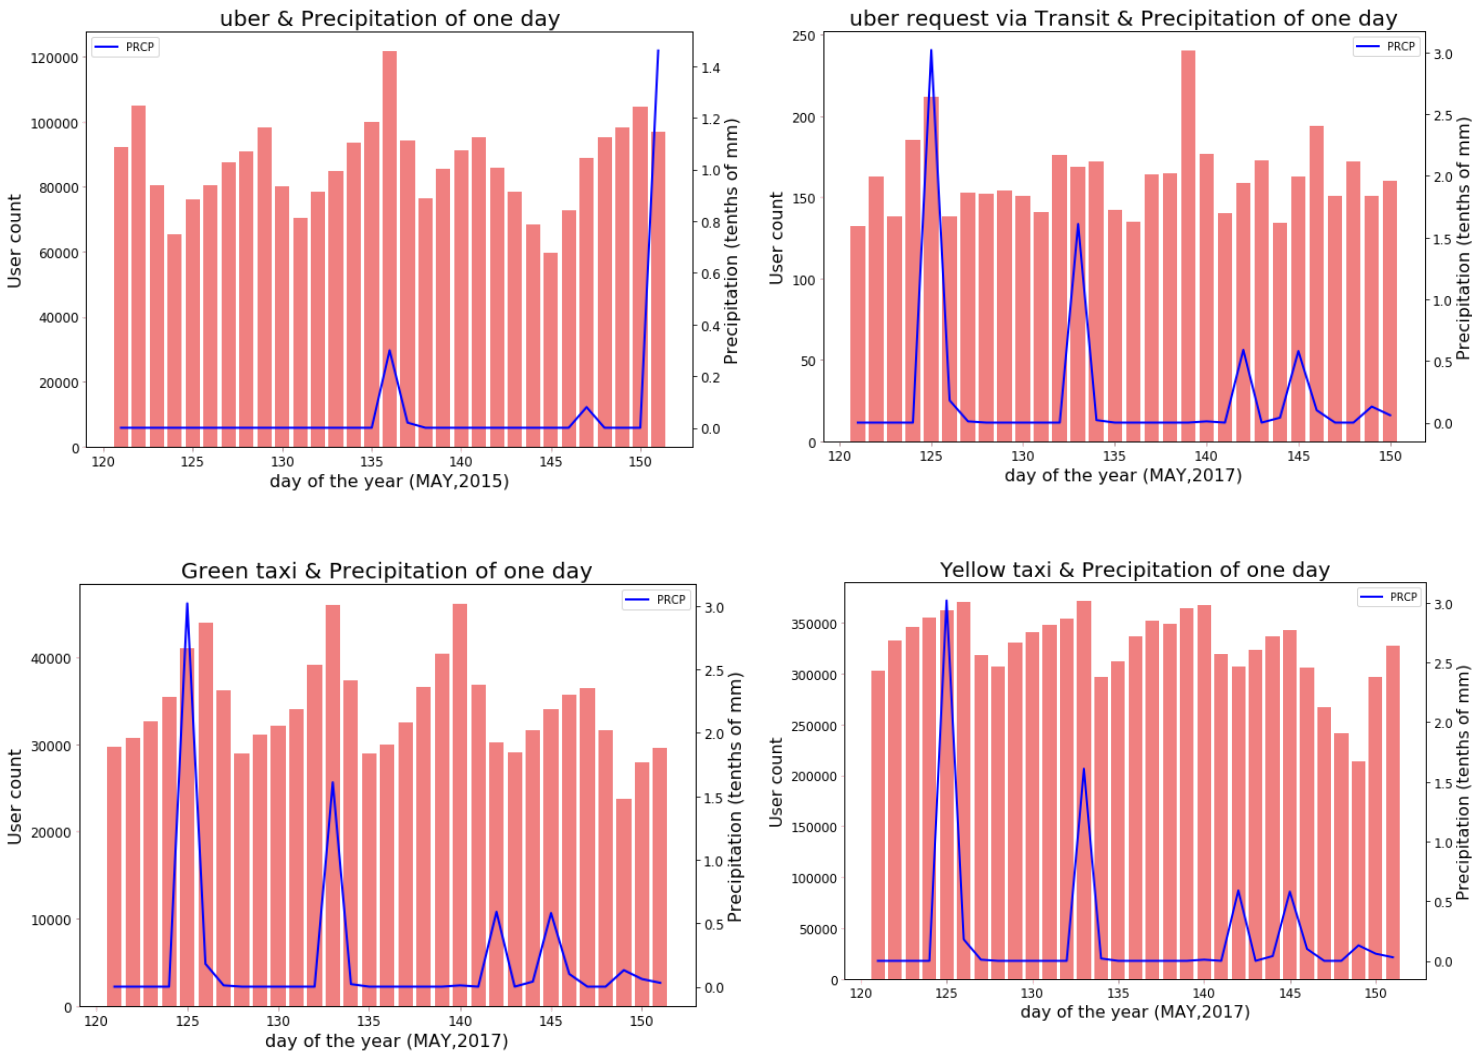 uber & Precipitation of one day
PRCP
120000
100000
80000
60000
40000
20000
0
User count
1.4
1.2
1.0
0.8
0.6
0.4
0.2
0.0
Precipitation (tenths of mm)
120 125 130 135 140 145 150
day of the year (MAY,2015)
uber request via Transit & Precipitation of one day
PRCP
250
200
150
100
50
0
User count
3.0
2.5
2.0
1.5
1.0
0.5
0.0
Precipitation (tenths of mm)
120 125 130 135 140 145 150
day of the year (MAY,2017)
Green taxi & Precipitation of one day
PRCP
40000
30000
20000
10000
0
User count
3.0
2.5
2.0
1.5
1.0
0.5
0.0
Precipitation (tenths of mm)
120 125 130 135 140 145 150
day of the year (MAY,2017)
Yellow taxi & Precipitation of one day
PRCP
350000
300000
250000
200000
150000
100000
50000
0
User count
3.0
2.5
2.0
1.5
1.0
0.5
0.0
Precipitation (tenths of mm)
120 125 130 135 140 145 150
day of the year (MAY,2017)